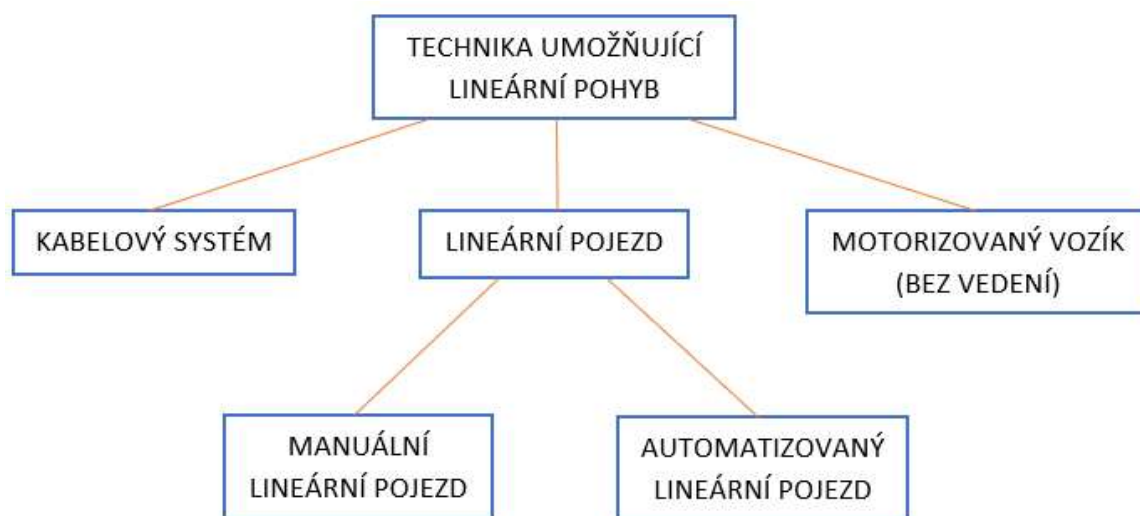 TECHNIKA UMOŽŇUJÍCÍ
LINEÁRNÍ POHYB
KABELOVÝ SYSTÉM
LINEÁRNÍ POJEZD
MOTORIZOVANÝ VOZÍK
(BEZ VEDENÍ)
MANUÁLNÍ
LINEÁRNÍ POJEZD
AUTOMATIZOVANÝ
LINEÁRNÍ POJEZD